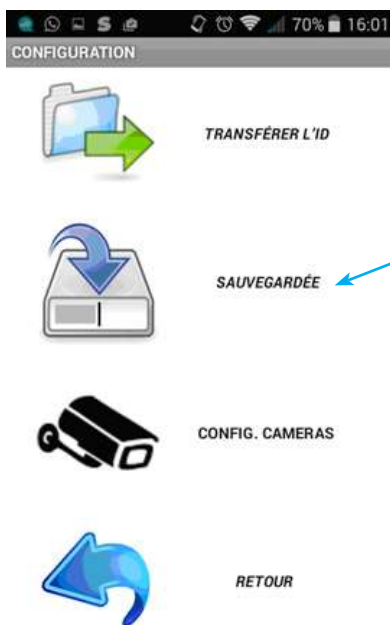 70% 16:01
CONFIGURATION
TRANSFÉRER L'ID
SAUVEGARDÉE
CONFIG. CAMERAS
RETOUR